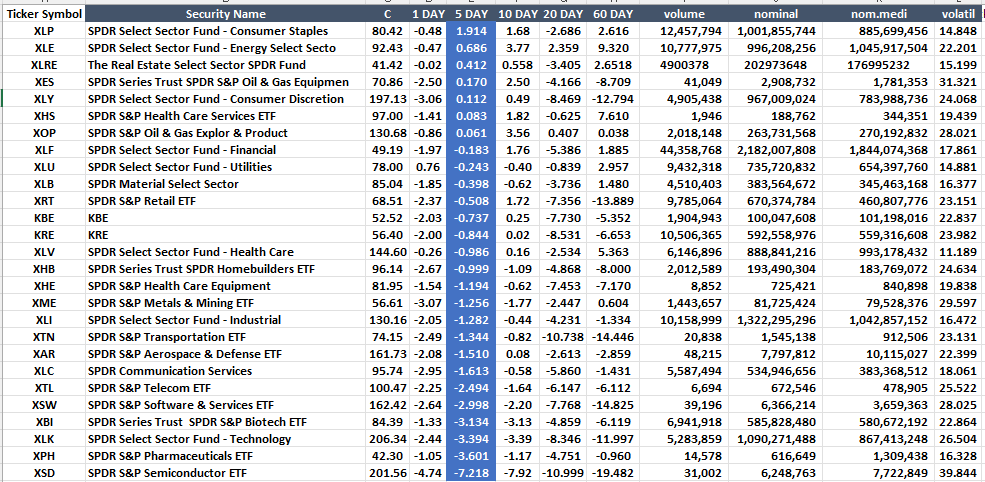 Ticker Symbol Security Name C 1 DAY 5 DAY 10 DAY 20 DAY 60 DAY volume nominal nom.medi volatil
XLP SPDR Select Sector Fund - Consumer Staples 80.42 -0.48 1.914 1.68 -2.686 2.616 12,457,794 1,001,855,744 885,699,456 14.848
XLE SPDR Select Sector Fund - Energy Select Secto 92.43 -0.47 0.686 3.77 2.359 9.320 10,777,975 996,208,256 1,045,917,504 22.201
XLRE The Real Estate Select Sector SPDR Fund 41.42 -0.02 0.412 0.558 -3.405 2.6518 4900378 202973648 176995232 15.199
XES SPDR Series Trust SPDR S&P Oil & Gas Equipmen 70.86 -2.50 0.170 2.50 -4.166 -8.709 41,049 2,908,732 1,781,353 31.321
XLY SPDR Select Sector Fund - Consumer Discretion 197.13 -3.06 0.112 0.49 -8.469 -12.794 4,905,438 967,009,024 783,988,736 24.068
XHS SPDR S&P Health Care Services ETF 97.00 -1.41 0.083 1.82 -0.625 7.610 1,946 188,762 344,351 19.439
XOP SPDR S&P Oil & Gas Explor & Product 130.68 -0.86 0.061 3.56 0.407 0.038 2,018,148 263,731,568 270,192,832 28.021
XLF SPDR Select Sector Fund - Financial 49.19 -1.97 -0.183 1.76 -5.386 1.885 44,358,768 2,182,007,808 1,844,074,368 17.861
XLU SPDR Select Sector Fund - Utilities 78.00 0.76 -0.243 -0.40 -0.839 2.957 9,432,318 735,720,832 654,397,760 14.881
XLB SPDR Material Select Sector 85.04 -1.85 -0.398 -0.62 -3.736 1.480 4,510,403 383,564,672 345,463,168 16.377
XRT SPDR S&P Retail ETF 68.51 -2.37 -0.508 1.72 -7.356 -13.889 9,785,064 670,374,784 460,807,776 23.151
KBE KBE 52.52 -2.03 -0.737 0.25 -7.730 -5.352 1,904,943 100,047,608 101,198,016 22.837
KRE KRE 56.40 -2.00 -0.844 0.02 -8.531 -6.653 10,506,365 592,558,976 559,316,608 23.982
XLV SPDR Select Sector Fund - Health Care 144.60 -0.26 -0.986 0.16 -2.534 5.363 6,146,896 888,841,216 993,178,432 11.189
XHB SPDR Series Trust SPDR Homebuilders ETF 96.14 -2.67 -0.999 -1.09 -4.868 -8.000 2,012,589 193,490,304 183,769,072 24.634
XHE SPDR S&P Health Care Equipment 81.95 -1.54 -1.194 -0.62 -7.453 -7.170 8,852 725,421 840,898 19.838
XME SPDR S&P Metals & Mining ETF 56.61 -3.07 -1.256 -1.77 -2.447 0.604 1,443,657 81,725,424 79,528,376 29.597
XLI SPDR Select Sector Fund - Industrial 130.16 -2.05 -1.282 -0.44 -4.231 -1.334 10,158,999 1,322,295,296 1,042,857,152 16.472
XTN SPDR S&P Transportation ETF 74.15 -2.49 -1.344 -0.82 -10.738 -14.446 20,838 1,545,138 912,506 23.131
XAR SPDR S&P Aerospace & Defense ETF 161.73 -2.08 -1.510 0.08 -2.613 -2.859 48,215 7,797,812 10,115,027 22.399
XLC SPDR Communication Services 95.74 -2.95 -1.613 -0.58 -5.860 -1.431 5,587,494 534,946,656 383,368,512 18.061
XTL SPDR S&P Telecom ETF 100.47 -2.25 -2.494 -1.64 -6.147 -6.112 6,694 672,546 478,905 25.522
XSW SPDR S&P Software & Services ETF 162.42 -2.64 -2.998 -2.20 -7.768 -14.825 39,196 6,366,214 3,659,363 28.025
XBI SPDR Series Trust SPDR S&P Biotech ETF 84.39 -1.33 -3.134 -3.13 -4.859 -6.119 6,941,918 585,828,480 580,672,192 22.864
XLK SPDR Select Sector Fund - Technology 206.34 -2.44 -3.394 -3.39 -8.346 -11.997 5,283,859 1,090,271,488 867,413,248 26.504
XPH SPDR S&P Pharmaceuticals ETF 42.30 -1.05 -3.601 -1.17 -4.751 -0.960 14,578 616,649 1,309,438 16.328
XSD SPDR S&P Semiconductor ETF 201.56 -4.74 -7.218 -7.92 -10.999 -19.482 31,002 6,248,763 7,722,849 39.844